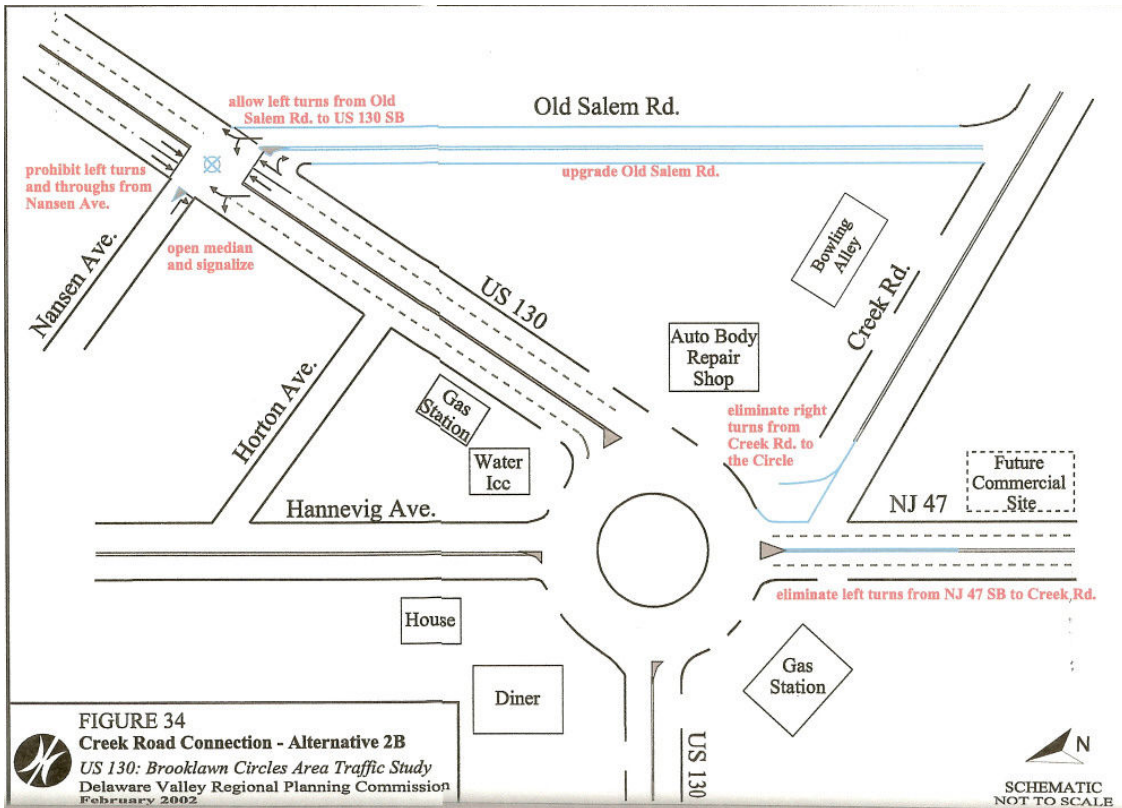 allow left turns from Old
Salem Rd. to US 130 SB
Old Salem Rd.
prohibit left turns
and throughs from
Nansen Ave.
upgrade Old Salem Rd.
open median
and signalize
Nansen Ave.
US 130
Bowling
Alley
Creek Rd.
Auto Body
Repair
Shop
Horton Ave.
Gas
Station
eliminate right
turns from
Creek Rd. to
the Circle
Water
Icc
Future
Commercial
Site
Hannevig Ave.
NJ 47
eliminate left turns from NJ 47 SB to Creek Rd.
House
Diner
Gas
Station
US 130
FIGURE 34
Creek Road Connection - Alternative 2B
US 130: Brooklawn Circles Area Traffic Study
Delaware Valley Regional Planning Commission
February 2002
N
SCHEMATIC
NOT TO SCALE